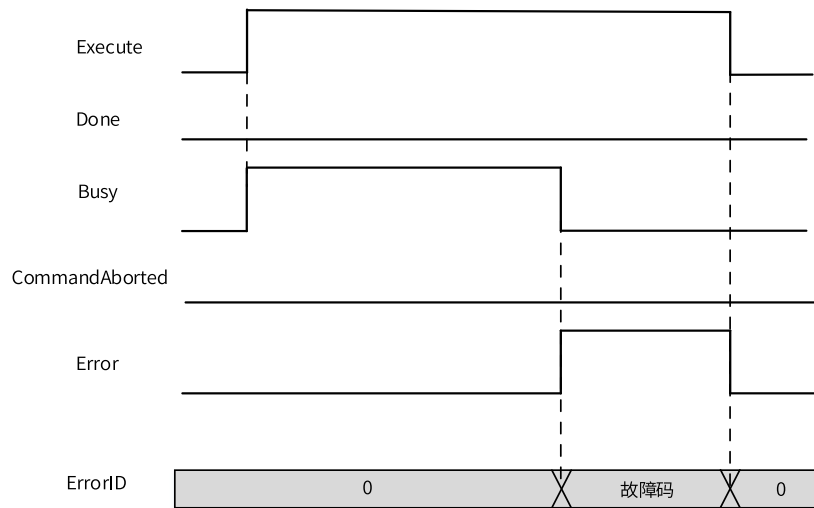 Execute
Done
Busy
CommandAborted
Error
ErrorID
0
故障码
0